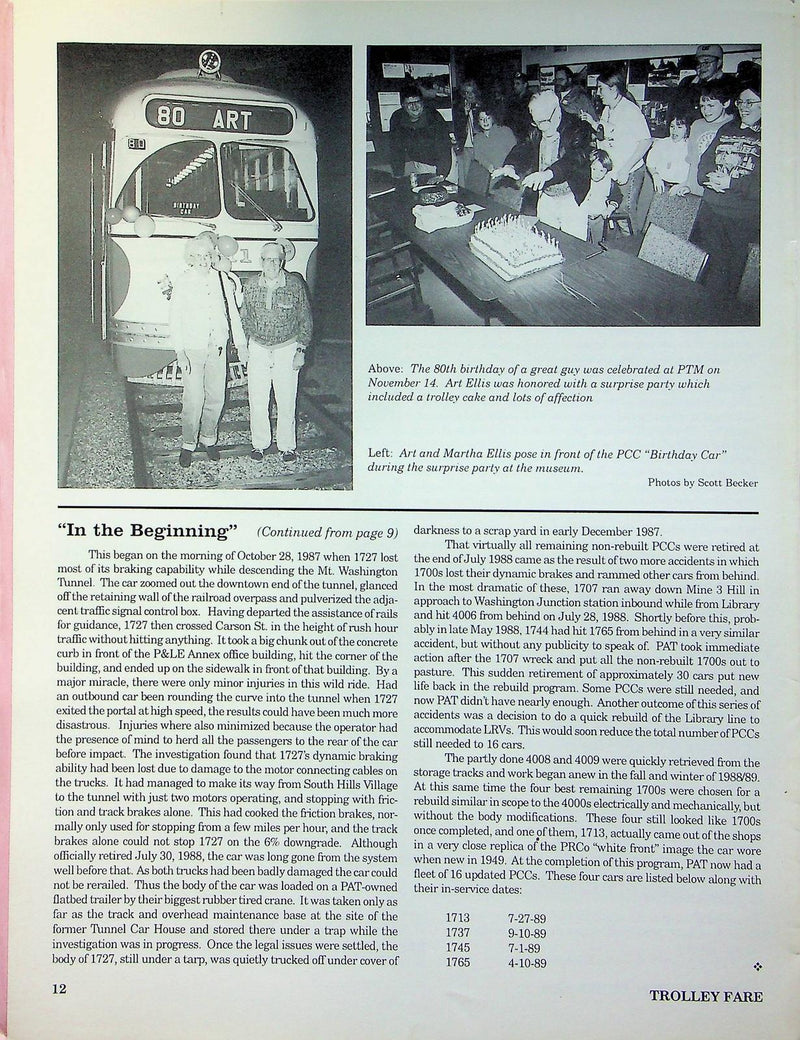 80 ART
80
BIRTHDAY
CAR
Above: The 80th birthday of a great guy was celebrated at PTM on
November 14. Art Ellis was honored with a surprise party which
included a trolley cake and lots of affection
Left: Art and Martha Ellis pose in front of the PCC “Birthday Car”
during the surprise party at the museum.
Photos by Scott Becker
“In the Beginning” (Continued from page 9)
This began on the morning of October 28, 1987 when 1727 lost
most of its braking capability while descending the Mt. Washington
Tunnel. The car zoomed out the downtown end of the tunnel, glanced
off the retaining wall of the railroad overpass and pulverized the adja-
cent traffic signal control box. Having departed the assistance of rails
for guidance, 1727 then crossed Carson St. in the height of rush hour
traffic without hitting anything. It took a big chunk out of the concrete
curb in front of the P&LE Annex office building, hit the corner of the
building, and ended up on the sidewalk in front of that building. By a
major miracle, there were only minor injuries in this wild ride. Had
an outbound car been rounding the curve into the tunnel when 1727
exited the portal at high speed, the results could have been much more
disastrous. Injuries where also minimized because the operator had
the presence of mind to herd all the passengers to the rear of the car
before impact. The investigation found that 1727's dynamic braking
ability had been lost due to damage to the motor connecting cables on
the trucks. It had managed to make its way from South Hills Village
to the tunnel with just two motors operating, and stopping with fric-
tion and track brakes alone. This had cooked the friction brakes, nor-
mally only used for stopping from a few miles per hour, and the track
brakes alone could not stop 1727 on the 6% downgrade. Although
officially retired July 30, 1988, the car was long gone from the system
well before that. As both trucks had been badly damaged the car could
not be rerailed. Thus the body of the car was loaded on a PAT-owned
flatbed trailer by their biggest rubber tired crane. It was taken only as
far as the track and overhead maintenance base at the site of the
former Tunnel Car House and stored there under a trap while the
investigation was in progress. Once the legal issues were settled, the
body of 1727, still under a tarp, was quietly trucked off under cover of
darkness to a scrap yard in early December 1987.
That virtually all remaining non-rebuilt PCCs were retired at
the end of July 1988 came as the result of two more accidents in which
1700s lost their dynamic brakes and rammed other cars from behind.
In the most dramatic of these, 1707 ran away down Mine 3 Hill in
approach to Washington Junction station inbound while from Library
and hit 4006 from behind on July 28, 1988. Shortly before this, prob-
ably in late May 1988, 1744 had hit 1765 from behind in a very similar
accident, but without any publicity to speak of. PAT took immediate
action after the 1707 wreck and put all the non-rebuilt 1700s out to
pasture. This sudden retirement of approximately 30 cars put new
life back in the rebuild program. Some PCCs were still needed, and
now PAT didn't have nearly enough. Another outcome of this series of
accidents was a decision to do a quick rebuild of the Library line to
accommodate LRVs. This would soon reduce the total number of PCCs
still needed to 16 cars.
The partly done 4008 and 4009 were quickly retrieved from the
storage tracks and work began anew in the fall and winter of 1988/89.
At this same time the four best remaining 1700s were chosen for a
rebuild similar in scope to the 4000s electrically and mechanically, but
without the body modifications. These four still looked like 1700s
once completed, and one of them, 1713, actually came out of the shops
in a very close replica of the PRCo “white front” image the car wore
when new in 1949. At the completion of this program, PAT now had a
fleet of 16 updated PCCs. These four cars are listed below along with
their in-service dates:
1713 7-27-89
1737 9-10-89
1745 7-1-89
1765 4-10-89
12
TROLLEY FARE